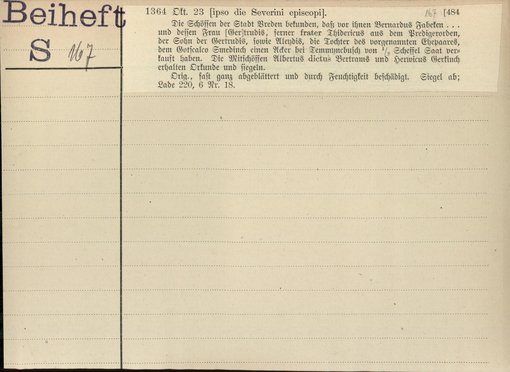 Beiheft
S 167
1364 Okt. 23 [ipso die Severini episcopi]. 167 [484
Die Schöffen der Stadt Vreden bekunden, daß vor ihnen Bernardus Fabeken ...
und dessen Frau [Ger]trudis, ferner frater Thidericus aus dem Predigerorden,
der Sohn der Gertrudis, sowie Aleydis, die Tochter des vorgenannten Ehepaares,
dem Gotscalco Smedinch einen Acker bei Temmynckbusch von Scheffel Saat ver-
kauft haben. Die Mitschöffen Albertus dictus Bertrams und Herwicus Gerkinch
erhalten Urkunde und siegeln.
Orig., fast ganz abgeblättert und durch Feuchtigkeit beschädigt. Siegel ab;
Lade 220, 6 Nr. 18.